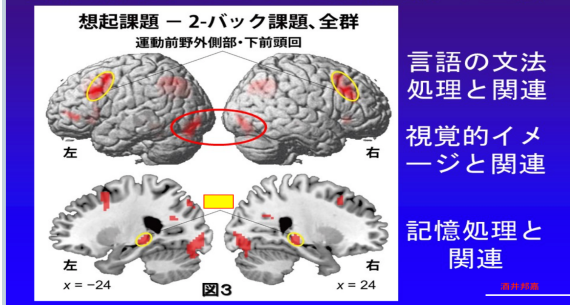 想起課題 − 2-バック課題、全群
運動前野外側部・下前頭回
言語の文法
処理と関連
視覚的イメ
ージと関連
左
右
記憶処理と
関連
左
右
x = −24
図3
x = 24
酒井邦嘉